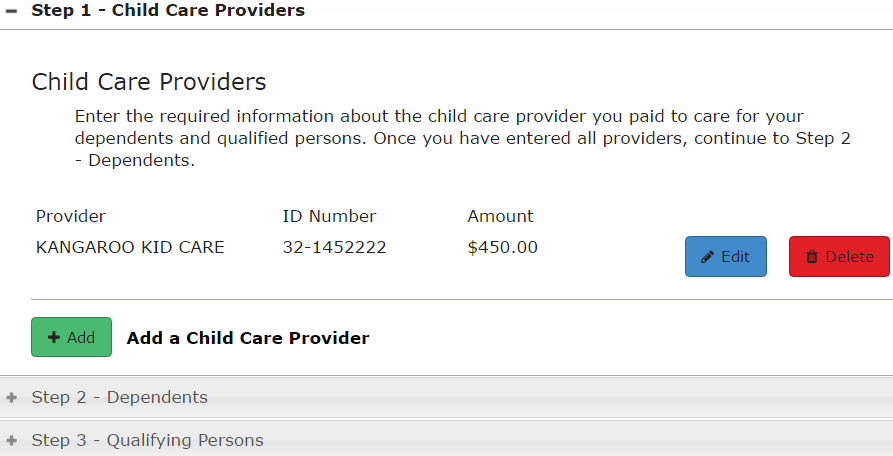 Step 1 - Child Care Providers
Child Care Providers
Enter the required information about the child care provider you paid to care for your
dependents and qualified persons. Once you have entered all providers, continue to Step 2
- Dependents.
Provider ID Number Amount
KANGAROO KID CARE 32-1452222 $450.00 Edit Delete
Add Add a Child Care Provider
Step 2 - Dependents
Step 3 - Qualifying Persons